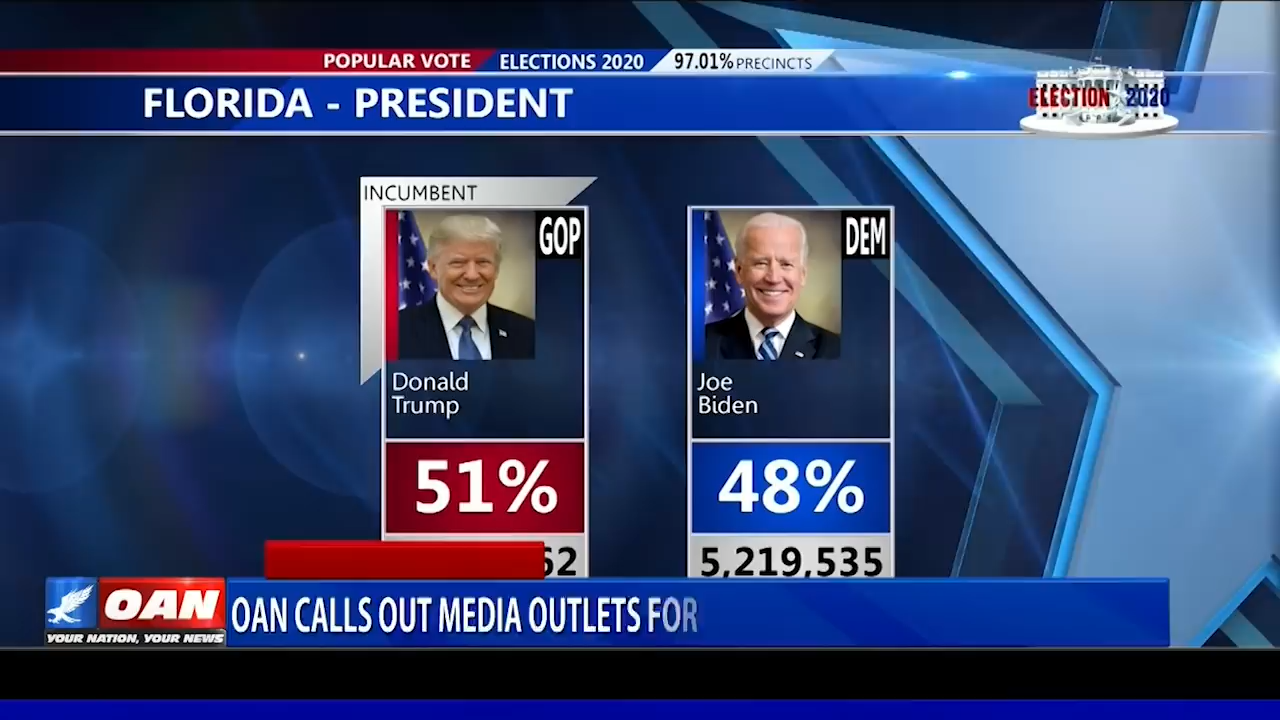 POPULAR VOTE ELECTIONS 2020 97.01% PRECINCTS
FLORIDA - PRESIDENT
ELECTION 2020
INCUMBENT
GOP
DEM
Donald
Trump
Joe
Biden
51%
48%
62
5,219,535
OAN
YOUR NATION, YOUR NEWS
OAN CALLS OUT MEDIA OUTLETS FOR